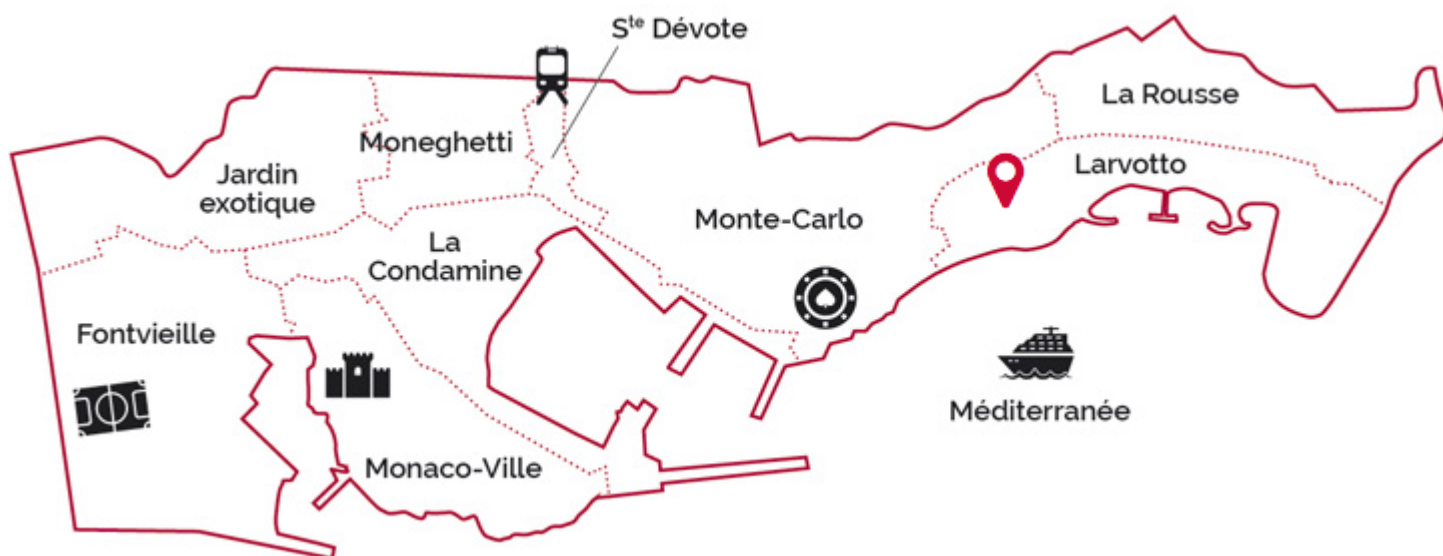 Sᵗᵉ Dévote
La Rousse
Moneghetti
Larvotto
Jardin
exotique
Monte-Carlo
La
Condamine
Fontvieille
Méditerranée
Monaco-Ville